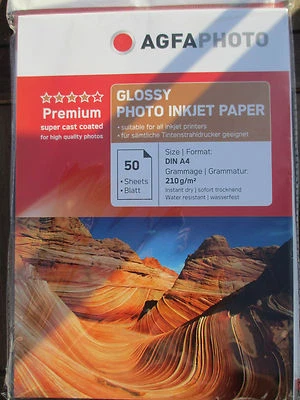 AGFAPHOTO
Premium
super cast coated
for high quality photos
GLOSSY
PHOTO INKJET PAPER
• suitable for all inkjet printers
• für sämtliche Tintenstrahldrucker geeignet
50
• Sheets
• Blatt
Size | Format:
DIN A4
Grammage | Grammatur:
210 g/m²
Instant dry | sofort trocknend
Water resistant | wasserfest